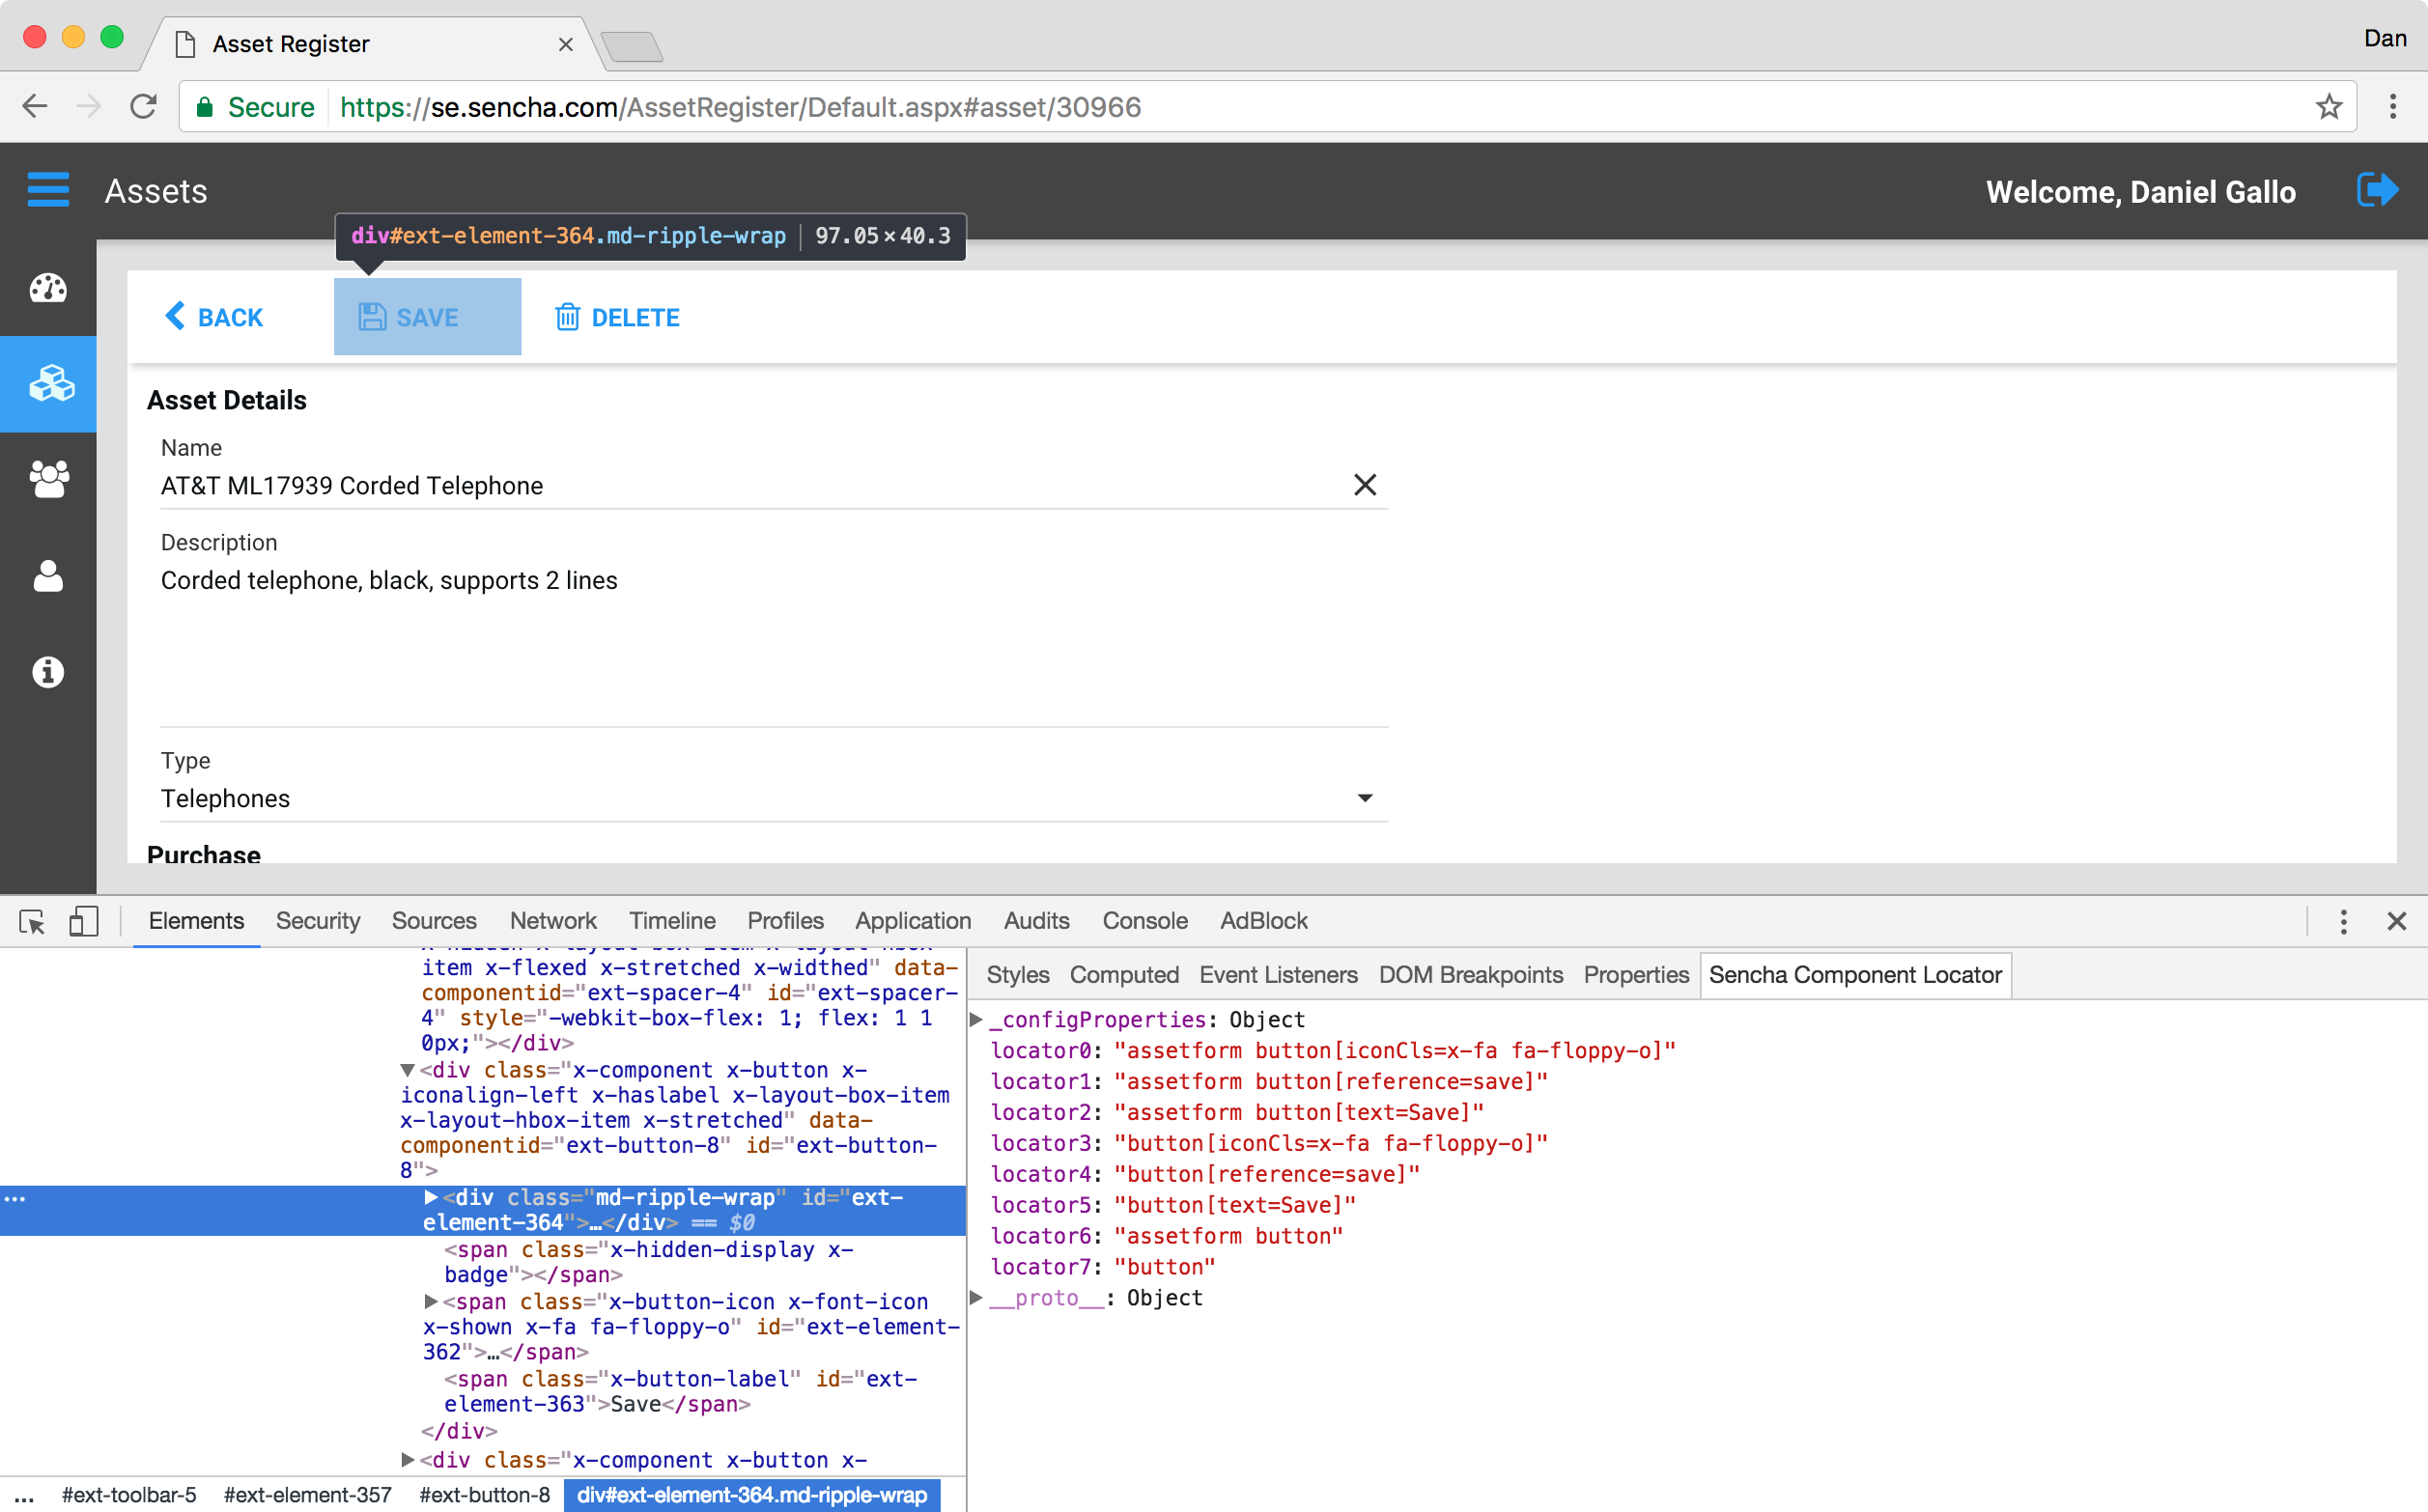 Asset Register
Dan
Secure https://se.sencha.com/AssetRegister/Default.aspx#asset/30966
Assets
Welcome, Daniel Gallo
div#ext-element-364.md-ripple-wrap | 97.05×40.3
BACK
SAVE
DELETE
Asset Details
Name
AT&T ML17939 Corded Telephone
Description
Corded telephone, black, supports 2 lines
Type
Telephones
Purchase
Elements Security Sources Network Timeline Profiles Application Audits Console AdBlock
x-hidden x-layout-box-item x-layout-hbox-
item x-flexed x-stretched x-widthed" data-
componentid="ext-spacer-4" id="ext-spacer-
4" style="-webkit-box-flex: 1; flex: 1 1
0px;"></div>
▼<div class="x-component x-button x-
iconalign-left x-haslabel x-layout-box-item
x-layout-hbox-item x-stretched" data-
componentid="ext-button-8" id="ext-button-
8">
… ▶<div class="md-ripple-wrap" id="ext-
element-364">…</div> == $0
<span class="x-hidden-display x-
badge"></span>
▶<span class="x-button-icon x-font-icon
x-shown x-fa fa-floppy-o" id="ext-element-
362">…</span>
<span class="x-button-label" id="ext-
element-363">Save</span>
</div>
▶<div class="x-component x-button x-
... #ext-toolbar-5 #ext-element-357 #ext-button-8 div#ext-element-364.md-ripple-wrap
Styles Computed Event Listeners DOM Breakpoints Properties Sencha Component Locator
▶_configProperties: Object
locator0: "assetform button[iconCls=x-fa fa-floppy-o]"
locator1: "assetform button[reference=save]"
locator2: "assetform button[text=Save]"
locator3: "button[iconCls=x-fa fa-floppy-o]"
locator4: "button[reference=save]"
locator5: "button[text=Save]"
locator6: "assetform button"
locator7: "button"
▶__proto__: Object